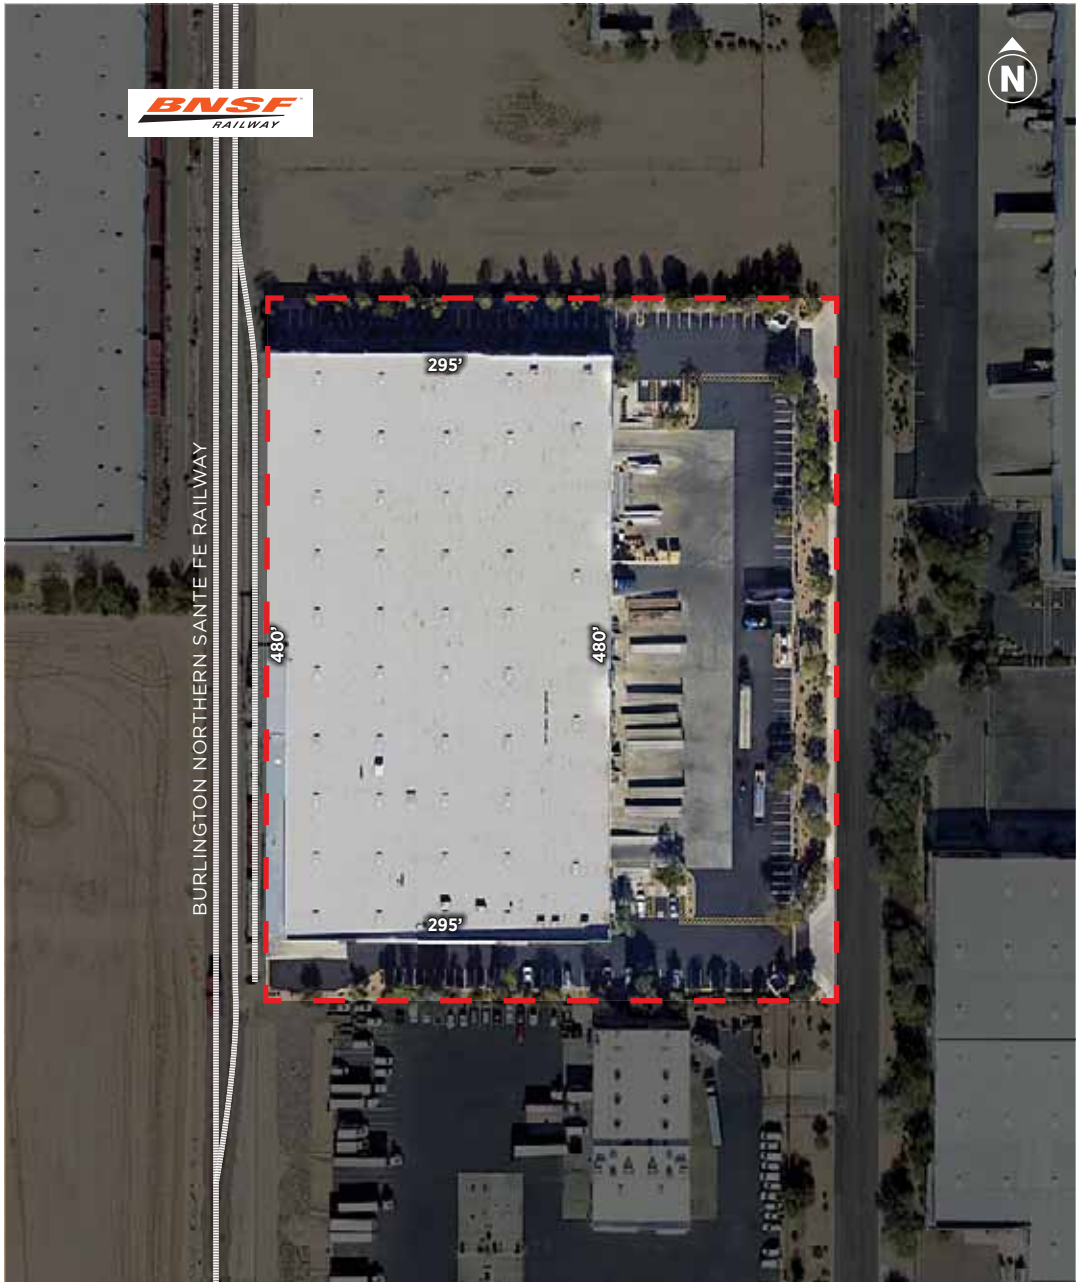 N
BNSF
RAILWAY
295'
BURLINGTON NORTHERN SANTE FE RAILWAY
480'
480'
295'